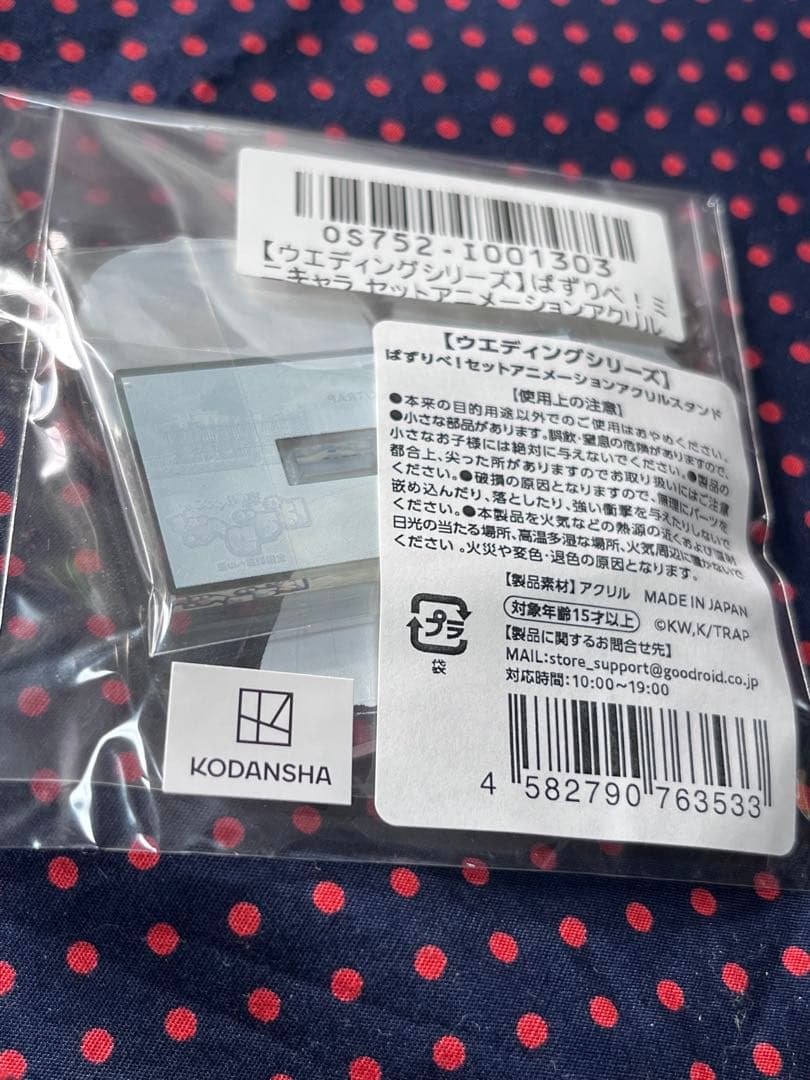 OS752-I001303
【ウエディングシリーズ】ぱずりべ!ミ
ニキャラ セットアニメーションアクリル
【ウエディングシリーズ】
ぱずりべ!セットアニメーションアクリルスタンド
【使用上の注意】
●本来の目的用途以外でのご使用はおやめください。
●小さな部品があります。誤飲・窒息の危険がありますので、
小さなお子様には絶対に与えないでください。●製品の
都合上、尖った所がありますのでお取り扱いにはご注意
ください。●破損の原因となりますので、無理にパーツを
嵌め込んだり、落としたり、強い衝撃を与えたりしないで
ください。●本製品を火気などの熱源の近くおよび直射
日光の当たる場所、高温多湿な場所、火気周辺に置かないで
ください。火災や変色・退色の原因となります。
【製品素材】アクリル MADE IN JAPAN
対象年齢15才以上 ©KW,K/TRAP
【製品に関するお問合せ先】
MAIL:store_support@goodroid.co.jp
対応時間:10:00~19:00
プラ
袋
KODANSHA
4 582790 763533